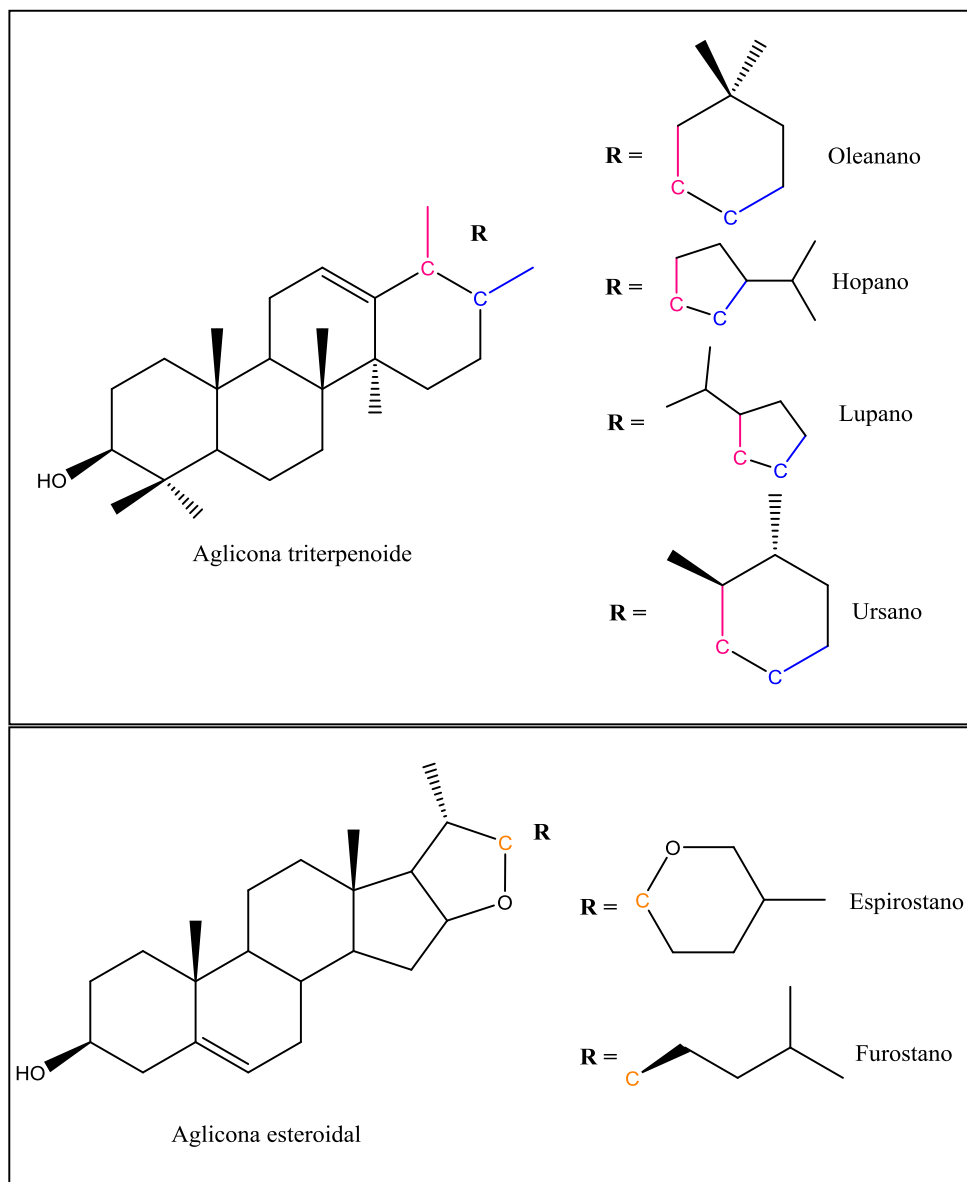 R = Oleanano
C
C
R
C
C
R = Hopano
C
C
R = Lupano
C
C
HO
Aglicona triterpenoide
R = Ursano
C
C
R
C
O
O
R = C Espirostano
R = Furostano
C
HO
Aglicona esteroidal